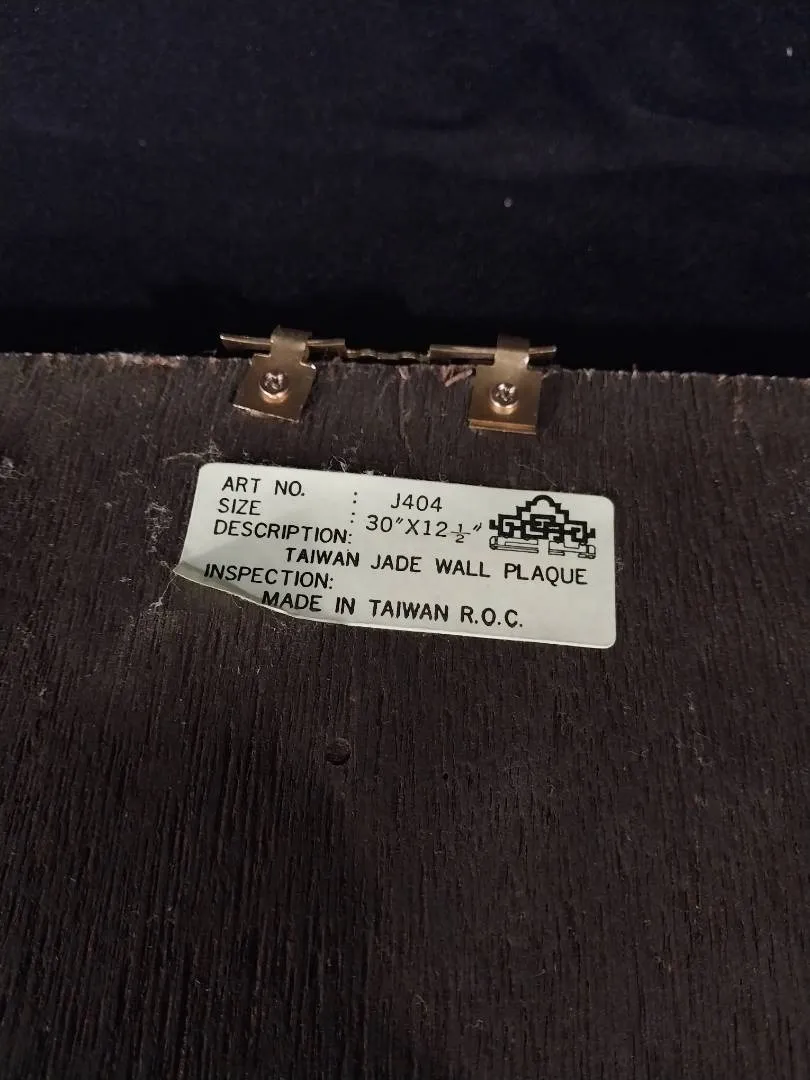 ART NO. : J404
SIZE : 30"X12½"
DESCRIPTION:
TAIWAN JADE WALL PLAQUE
INSPECTION:
MADE IN TAIWAN R.O.C.